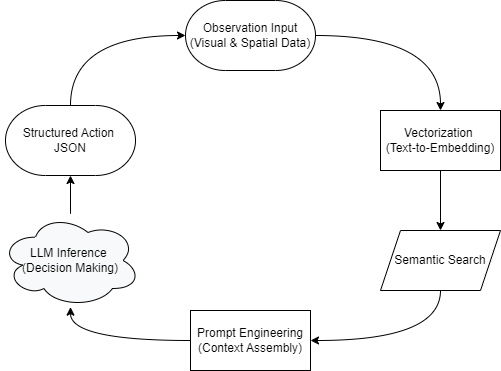 Observation Input
(Visual & Spatial Data)
Vectorization
(Text-to-Embedding)
Semantic Search
Prompt Engineering
(Context Assembly)
LLM Inference
(Decision Making)
Structured Action
JSON